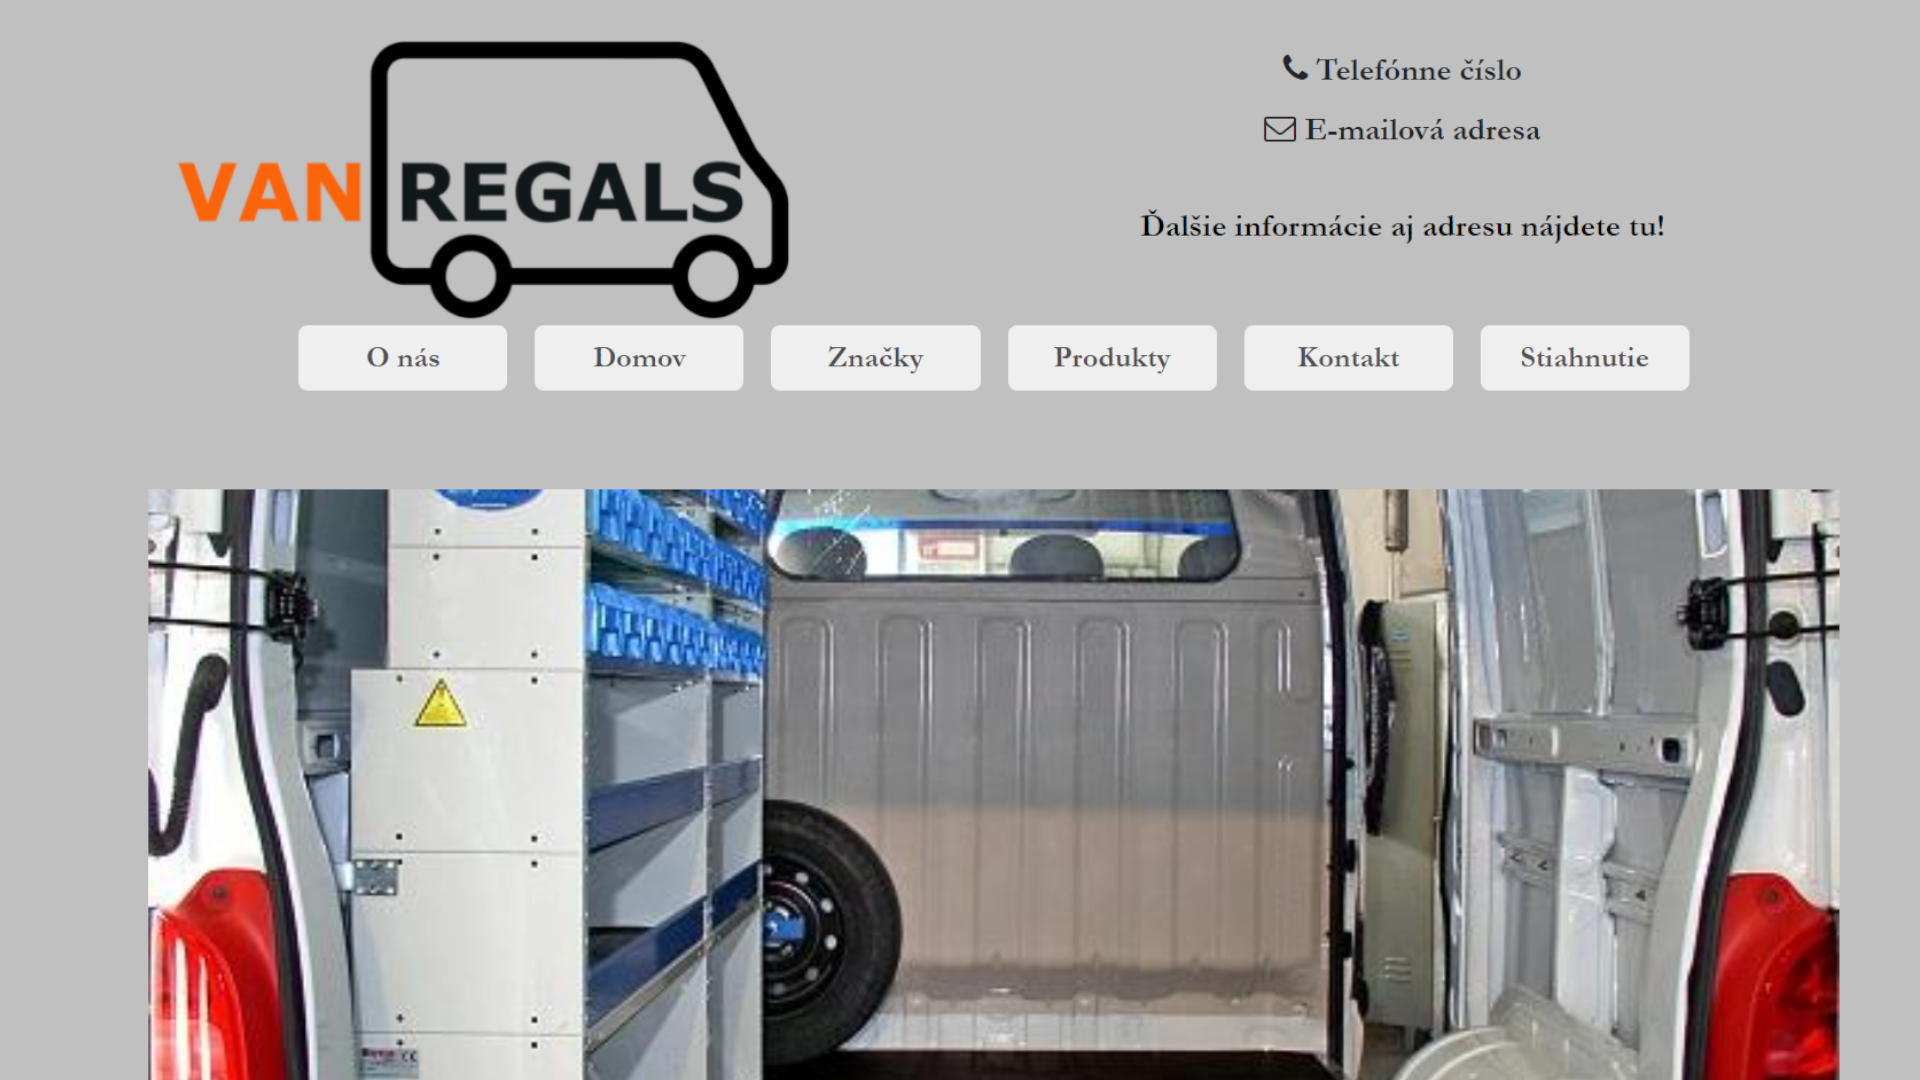 VAN REGALS
Telefónne číslo
E-mailová adresa
Ďalšie informácie aj adresu nájdete tu!
O nás
Domov
Značky
Produkty
Kontakt
Stiahnutie